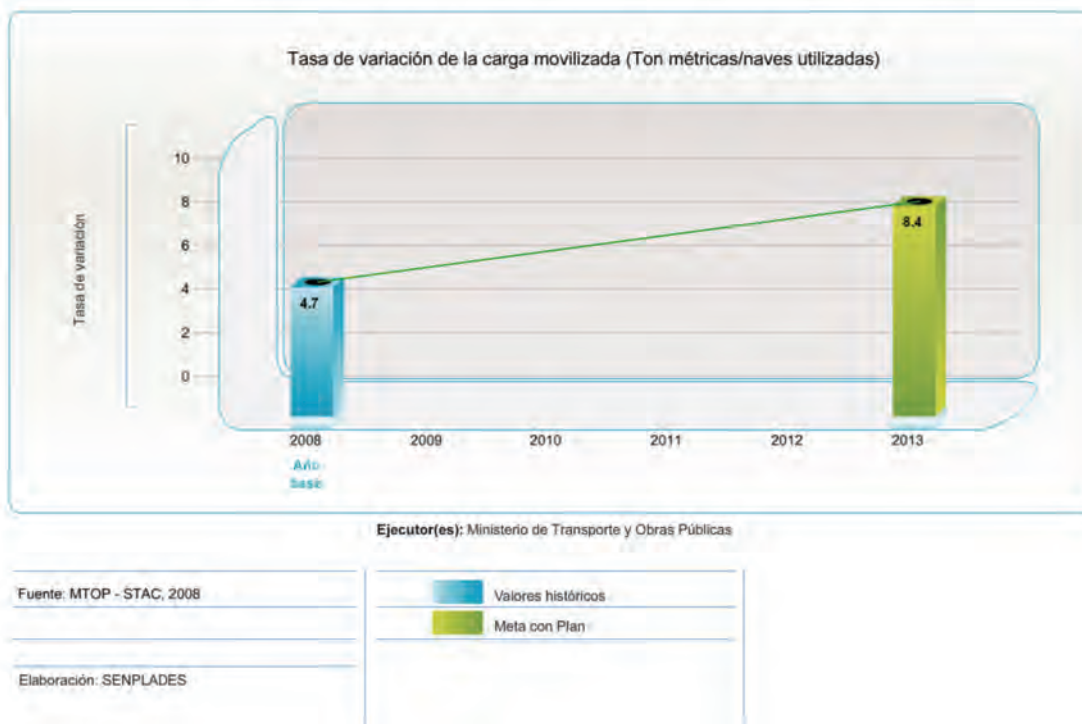 Tasa de variación de la carga movilizada (Ton métricas/naves utilizadas)
Tasa de variación
10
8
6
4
2
0
4.7
8.4
2008
2009
2010
2011
2012
2013
Año
base
Ejecutor(es): Ministerio de Transporte y Obras Públicas
Fuente: MTOP - STAC, 2008
Elaboración: SENPLADES
Valores históricos
Meta con Plan